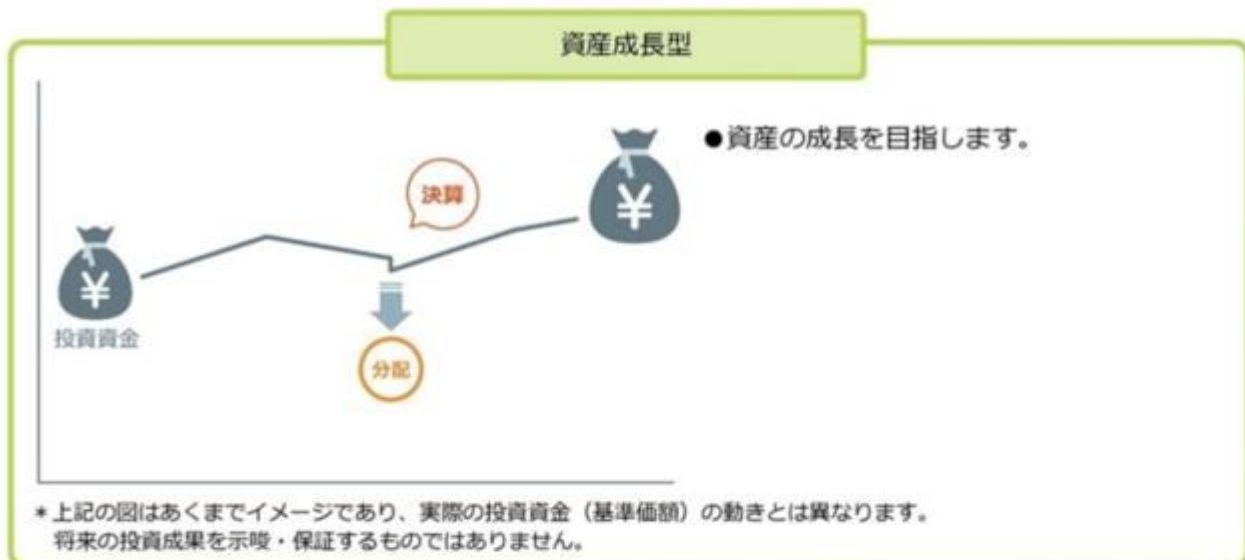 資産成長型
●資産の成長を目指します。
決算
¥
¥
投資資金
分配
*上記の図はあくまでイメージであり、実際の投資資金（基準価額）の動きとは異なります。
将来の投資成果を示唆・保証するものではありません。